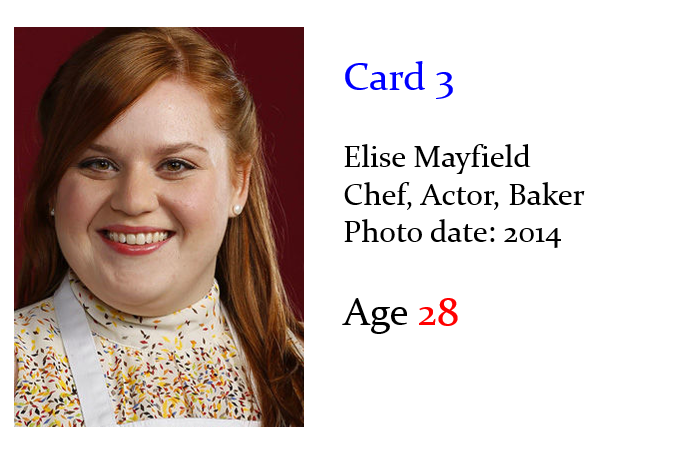 Card 3
Elise Mayfield
Chef, Actor, Baker
Photo date: 2014
Age 28